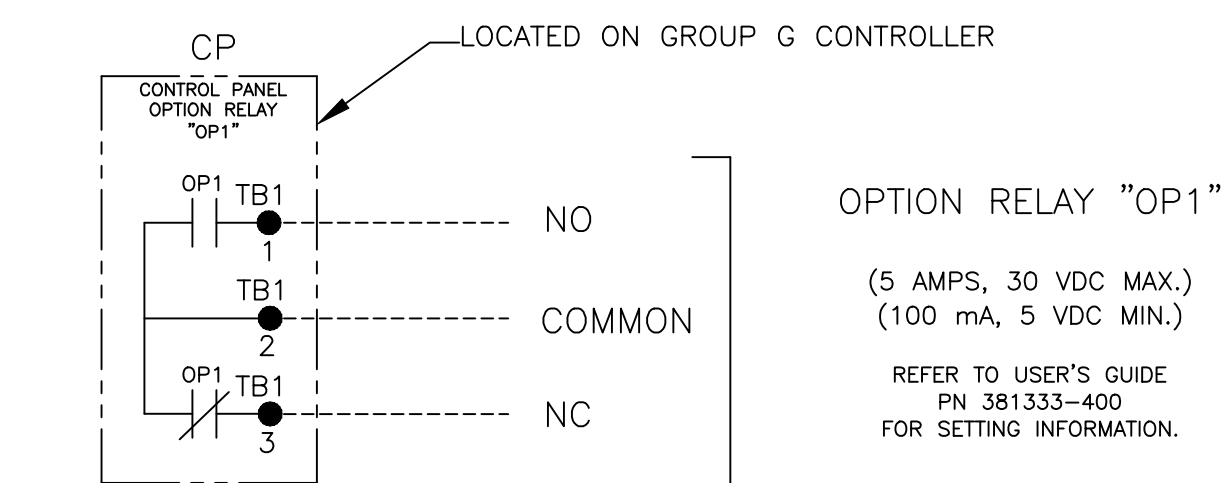 CP
LOCATED ON GROUP G CONTROLLER
CONTROL PANEL
OPTION RELAY
"OP1"
OP1
TB1
1
NO
TB1
2
COMMON
OP1
TB1
3
NC
OPTION RELAY "OP1"
(5 AMPS, 30 VDC MAX.)
(100 mA, 5 VDC MIN.)
REFER TO USER'S GUIDE
PN 381333-400
FOR SETTING INFORMATION.